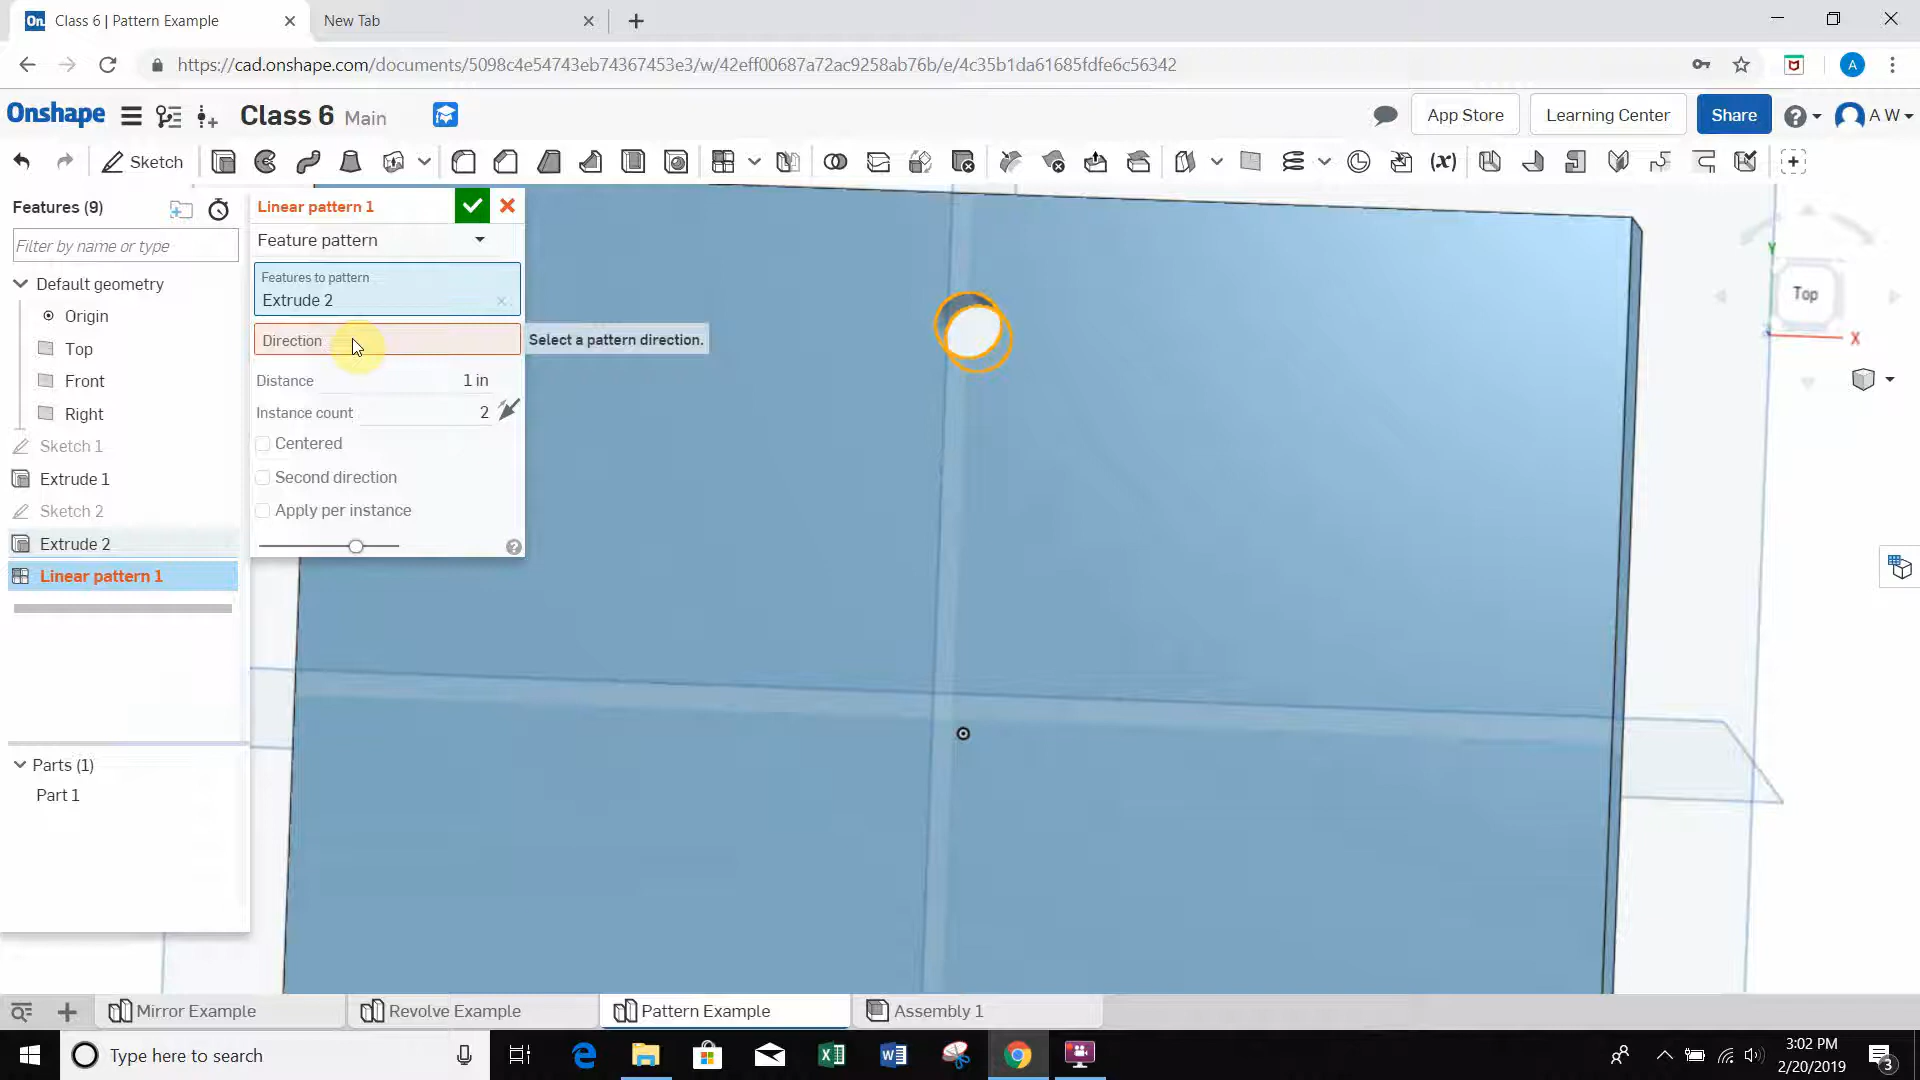 On Class 6 | Pattern Example
New Tab
https://cad.onshape.com/documents/5098c4e54743eb74367453e3/w/42eff00687a72ac9258ab76b/e/4c35b1da61685fdfe6c56342
A
Onshape
Class 6 Main
App Store
Learning Center
Share
A W
Sketch
(x)
Features (9)
Filter by name or type
Default geometry
Origin
Top
Front
Right
Sketch 1
Extrude 1
Sketch 2
Extrude 2
Linear pattern 1
Parts (1)
Part 1
Linear pattern 1
Feature pattern
Features to pattern
Extrude 2
Direction
Select a pattern direction.
Distance 1 in
Instance count 2
Centered
Second direction
Apply per instance
Y
Top
X
Mirror Example
Revolve Example
Pattern Example
Assembly 1
Type here to search
3:02 PM
2/20/2019
3